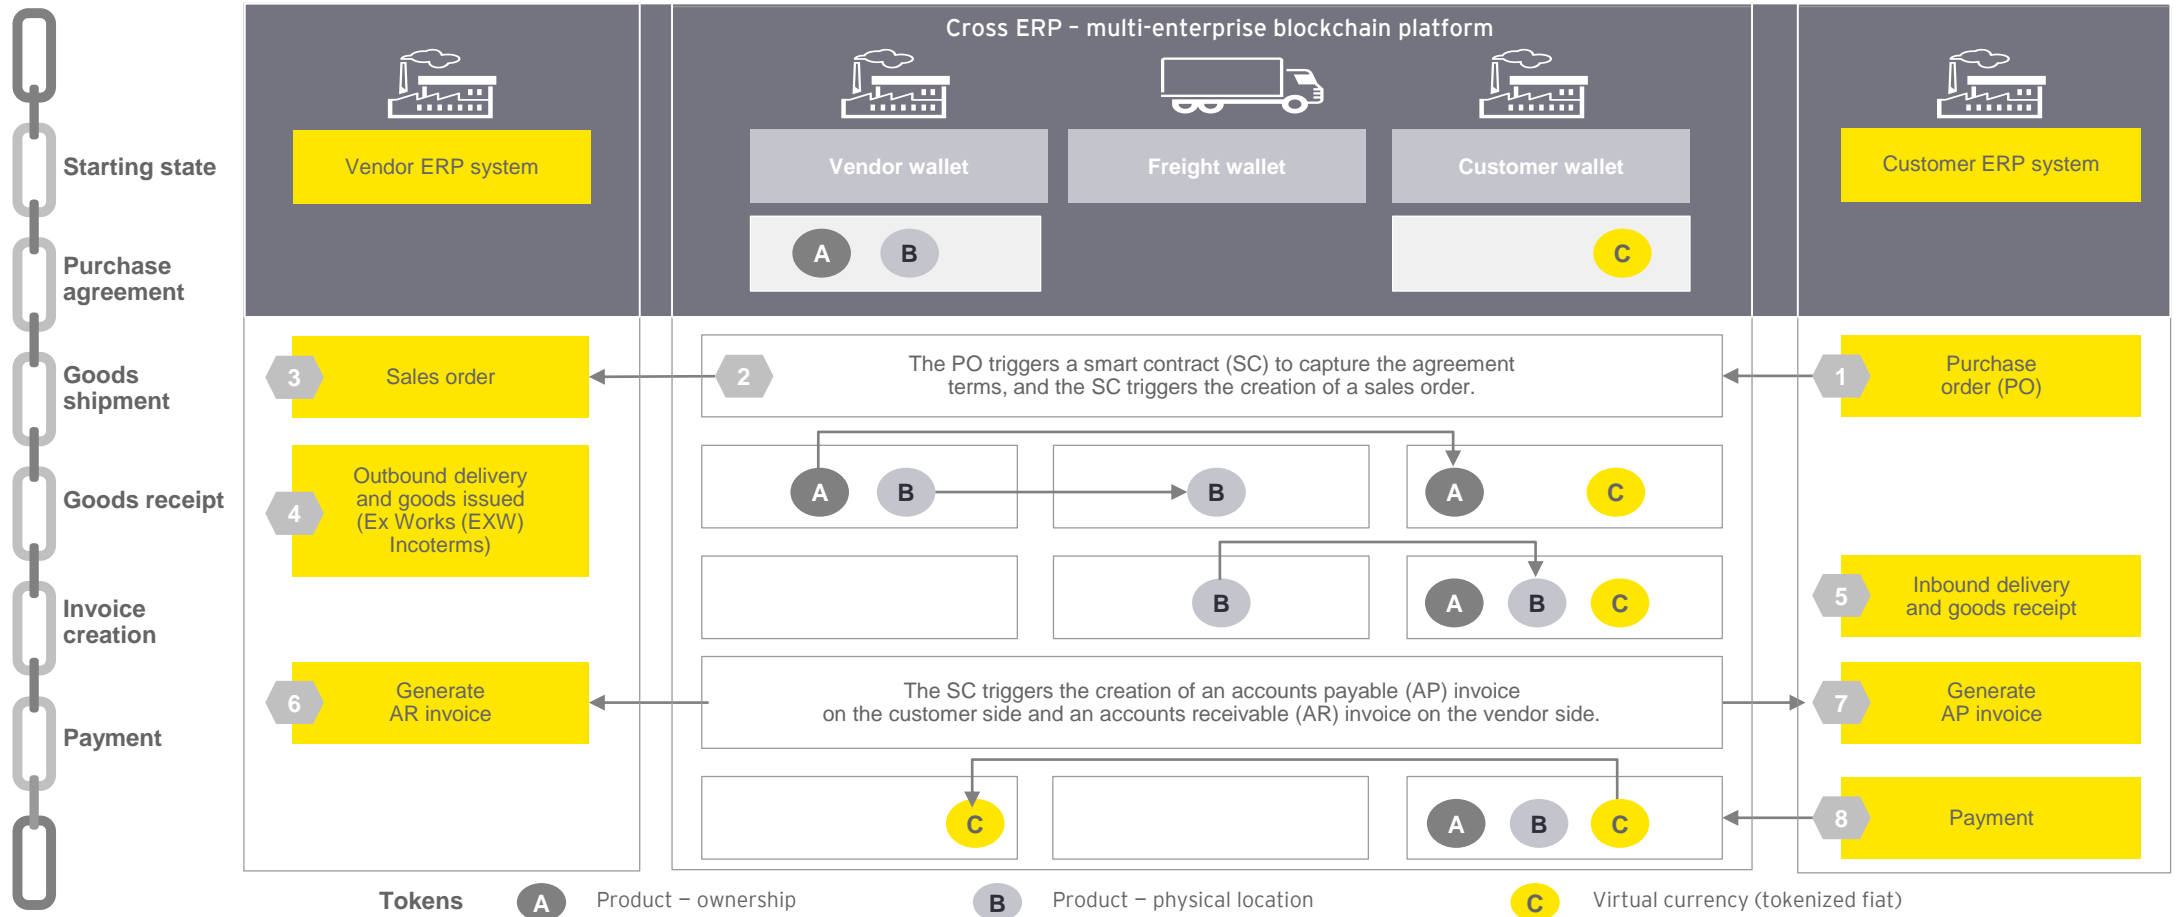 Cross ERP – multi-enterprise blockchain platform
Starting state
Vendor ERP system
Vendor wallet
Freight wallet
Customer wallet
Customer ERP system
Purchase
agreement
A
B
C
Goods
shipment
3
Sales order
2
The PO triggers a smart contract (SC) to capture the agreement
terms, and the SC triggers the creation of a sales order.
1
Purchase
order (PO)
Goods receipt
4
Outbound delivery
and goods issued
(Ex Works (EXW)
Incoterms)
A
B
B
A
C
Invoice
creation
B
A
B
C
5
Inbound delivery
and goods receipt
6
Generate
AR invoice
The SC triggers the creation of an accounts payable (AP) invoice
on the customer side and an accounts receivable (AR) invoice on the vendor side.
7
Generate
AP invoice
Payment
C
A
B
C
8
Payment
Tokens
A
Product – ownership
B
Product – physical location
C
Virtual currency (tokenized fiat)